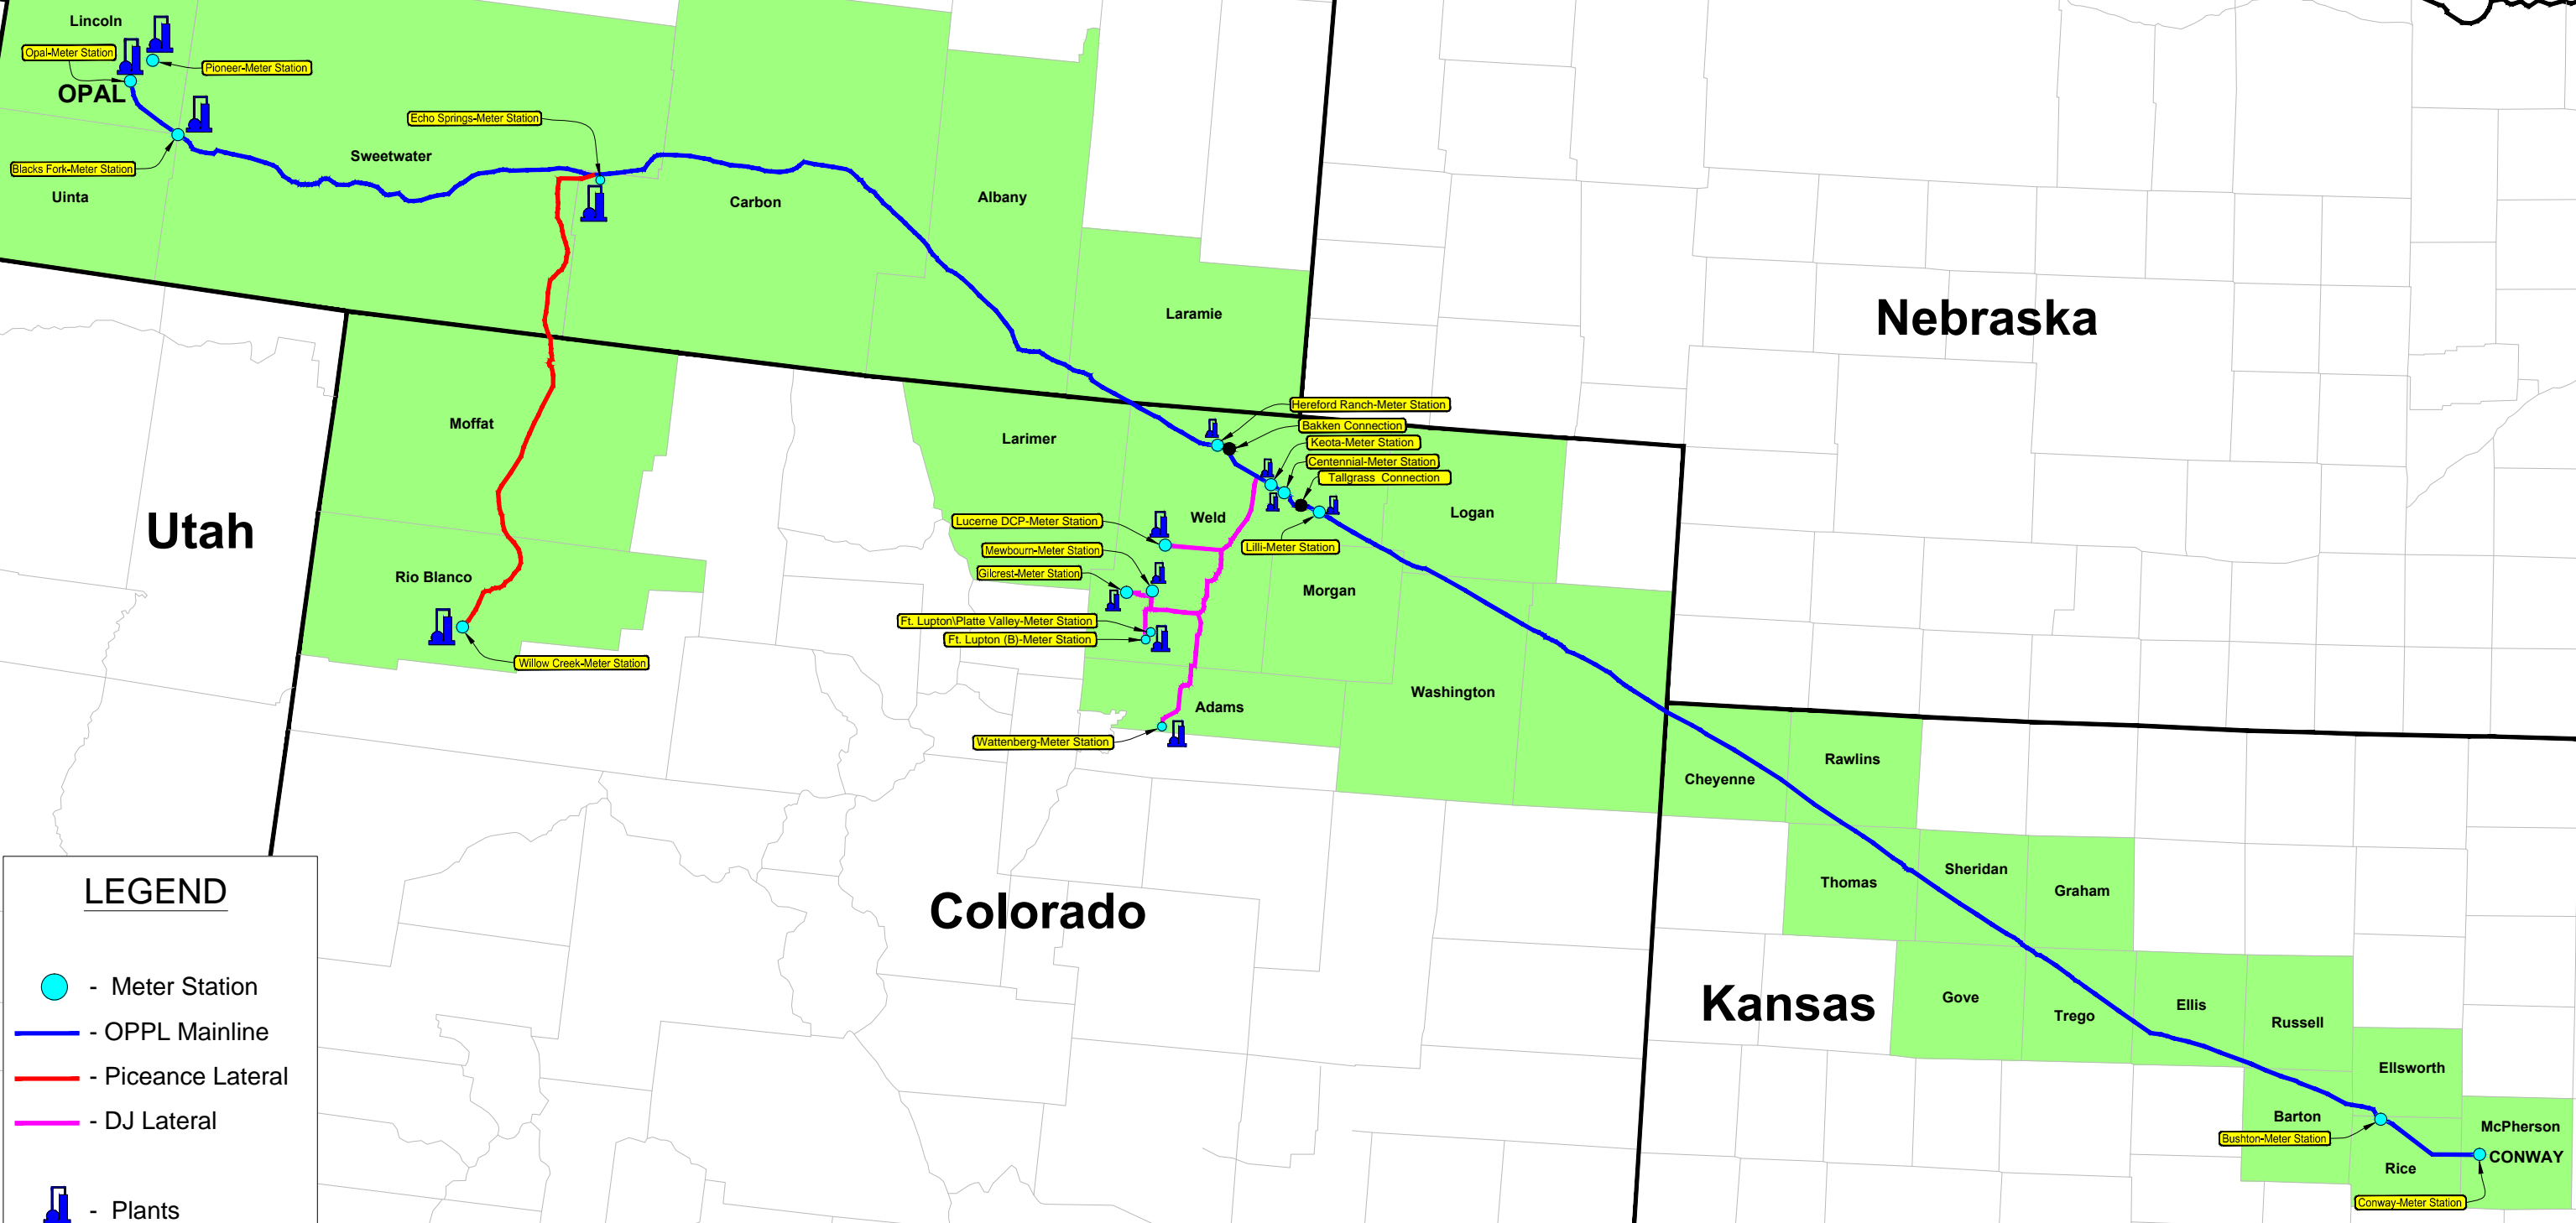 Lincoln
Opal-Meter Station
Pioneer-Meter Station
OPAL
Echo Springs-Meter Station
Sweetwater
Blacks Fork-Meter Station
Uinta
Carbon
Albany
Laramie
Nebraska
Hereford Ranch-Meter Station
Bakken Connection
Keota-Meter Station
Centennial-Meter Station
Tallgrass Connection
Moffat
Larimer
Utah
Weld
Logan
Lucerne DCP-Meter Station
Mewbourn-Meter Station
Lilli-Meter Station
Gilcrest-Meter Station
Rio Blanco
Morgan
Ft. Lupton\Platte Valley-Meter Station
Ft. Lupton (B)-Meter Station
Willow Creek-Meter Station
Washington
Adams
Wattenberg-Meter Station
Cheyenne
Rawlins
Thomas
Sheridan
Graham
Colorado
Kansas
Gove
Trego
Ellis
Russell
Ellsworth
Barton
McPherson
Bushton-Meter Station
CONWAY
Rice
Conway-Meter Station
LEGEND
- Meter Station
- OPPL Mainline
- Piceance Lateral
- DJ Lateral
- Plants